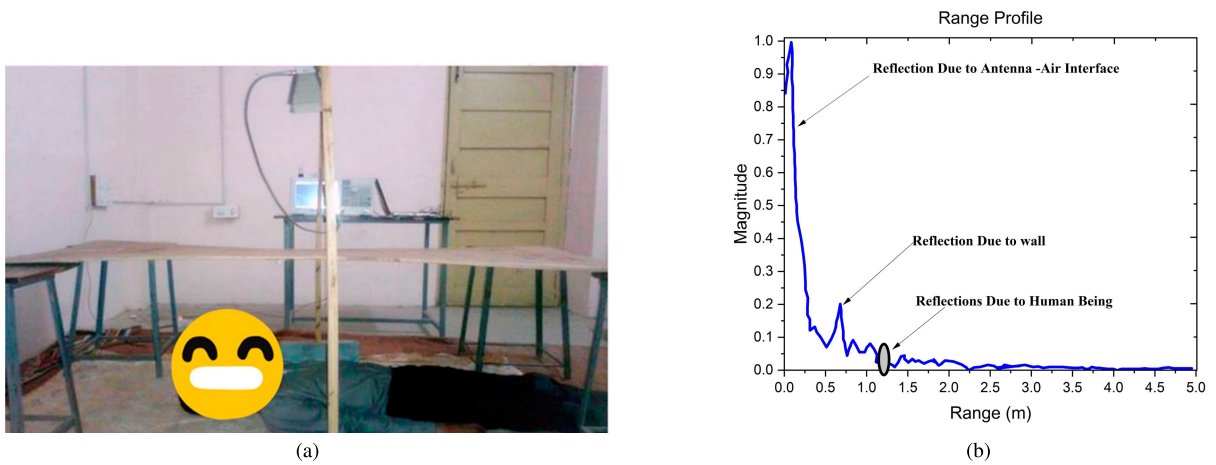 Range Profile
1.0
0.9
0.8
0.7
0.6
0.5
0.4
0.3
0.2
0.1
0.0
Magnitude
Reflection Due to Antenna -Air Interface
Reflection Due to wall
Reflections Due to Human Being
0.0 0.5 1.0 1.5 2.0 2.5 3.0 3.5 4.0 4.5 5.0
Range (m)
(a)
(b)